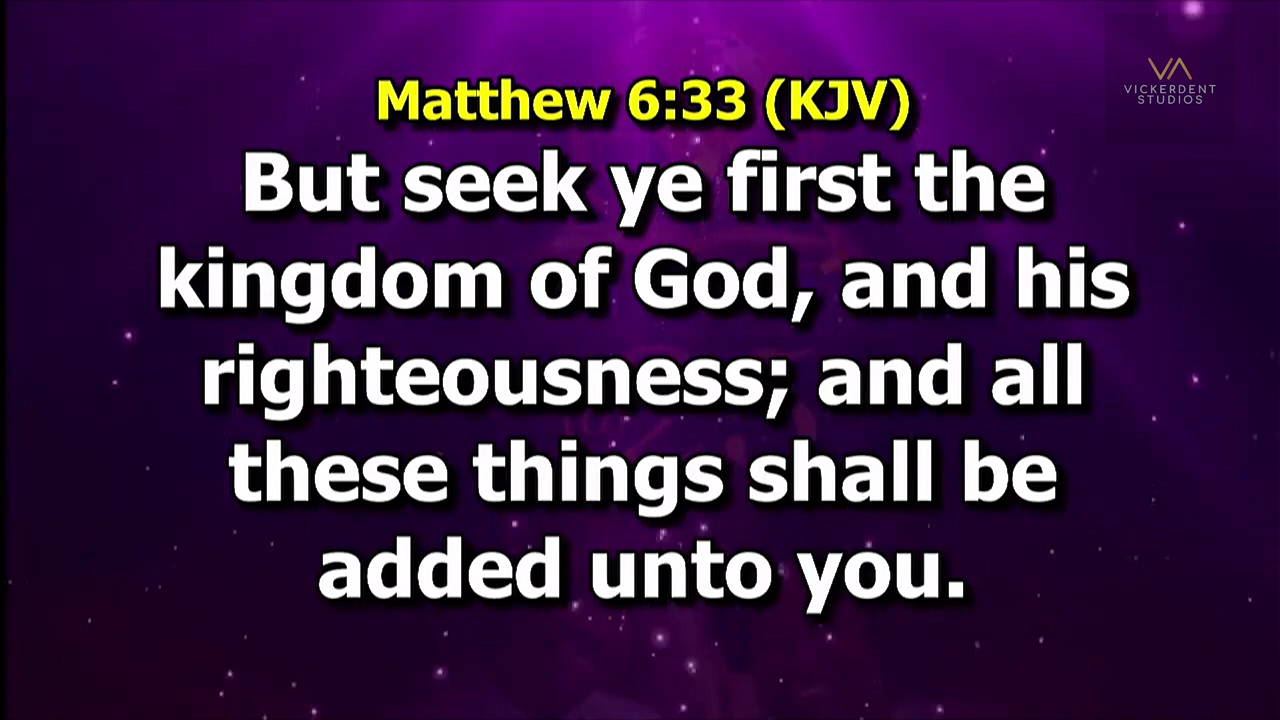 Matthew 6:33 (KJV)
But seek ye first the
kingdom of God, and his
righteousness; and all
these things shall be
added unto you.
VA
VICKERDENT
STUDIOS